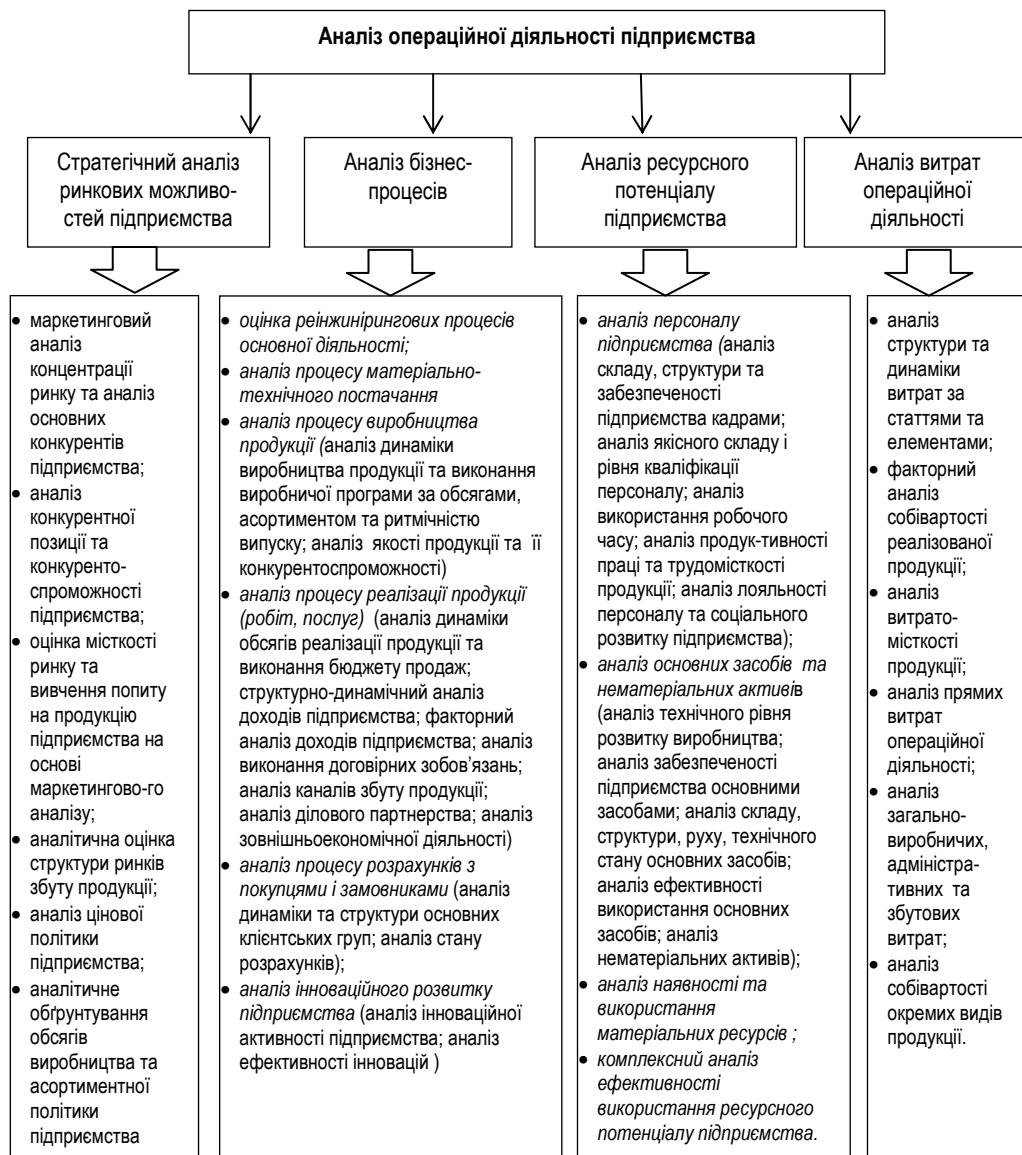 Аналіз операційної діяльності підприємства
Стратегічний аналіз
ринкових можливо-
стей підприємства
Аналіз бізнес-
процесів
Аналіз ресурсного
потенціалу
підприємства
Аналіз витрат
операційної
діяльності
• маркетинговий
аналіз
концентрації
ринку та аналіз
основних
конкурентів
підприємства;
• аналіз
конкурентної
позиції та
конкуренто-
спроможності
підприємства;
• оцінка місткості
ринку та
вивчення попиту
на продукцію
підприємства на
основі
маркетингово-го
аналізу;
• аналітична оцінка
структури ринків
збуту продукції;
• аналіз цінової
політики
підприємства;
• аналітичне
обґрунтування
обсягів
виробництва та
асортиментної
політики
підприємства
• оцінка реінжинірингових процесів
основної діяльності;
• аналіз процесу матеріально-
технічного постачання
• аналіз процесу виробництва
продукції (аналіз динаміки
виробництва продукції та виконання
виробничої програми за обсягами,
асортиментом та ритмічністю
випуску; аналіз якості продукції та її
конкурентоспроможності)
• аналіз процесу реалізації продукції
(робіт, послуг) (аналіз динаміки
обсягів реалізації продукції та
виконання бюджету продаж;
структурно-динамічний аналіз
доходів підприємства; факторний
аналіз доходів підприємства; аналіз
виконання договірних зобов’язань;
аналіз каналів збуту продукції;
аналіз ділового партнерства; аналіз
зовнішньоекономічної діяльності)
• аналіз процесу розрахунків з
покупцями і замовниками (аналіз
динаміки та структури основних
клієнтських груп; аналіз стану
розрахунків);
• аналіз інноваційного розвитку
підприємства (аналіз інноваційної
активності підприємства; аналіз
ефективності інновацій )
• аналіз персоналу
підприємства (аналіз
складу, структури та
забезпеченості
підприємства кадрами;
аналіз якісного складу і
рівня кваліфікації
персоналу; аналіз
використання робочого
часу; аналіз продук-тивності
праці та трудомісткості
продукції; аналіз лояльності
персоналу та соціального
розвитку підприємства);
• аналіз основних засобів та
нематеріальних активів
(аналіз технічного рівня
розвитку виробництва;
аналіз забезпеченості
підприємства основними
засобами; аналіз складу,
структури, руху, технічного
стану основних засобів;
аналіз ефективності
використання основних
засобів; аналіз
нематеріальних активів);
• аналіз наявності та
використання
матеріальних ресурсів ;
• комплексний аналіз
ефективності
використання ресурсного
потенціалу підприємства.
• аналіз
структури та
динаміки
витрат за
статтями та
елементами;
• факторний
аналіз
собівартості
реалізованої
продукції;
• аналіз
витрато-
місткості
продукції;
• аналіз прямих
витрат
операційної
діяльності;
• аналіз
загально-
виробничих,
адміністра-
тивних та
збутових
витрат;
• аналіз
собівартості
окремих видів
продукції.